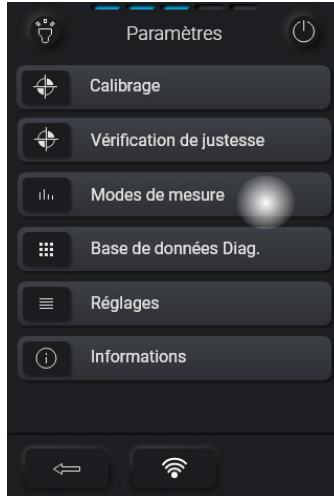 Paramètres
Calibrage
Vérification de justesse
Modes de mesure
Base de données Diag.
Réglages
Informations